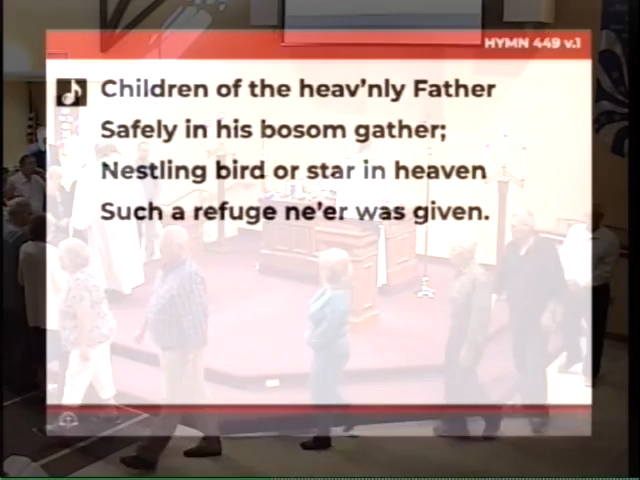 HYMN 449 v.1
Children of the heav'nly Father
Safely in his bosom gather;
Nestling bird or star in heaven
Such a refuge ne'er was given.